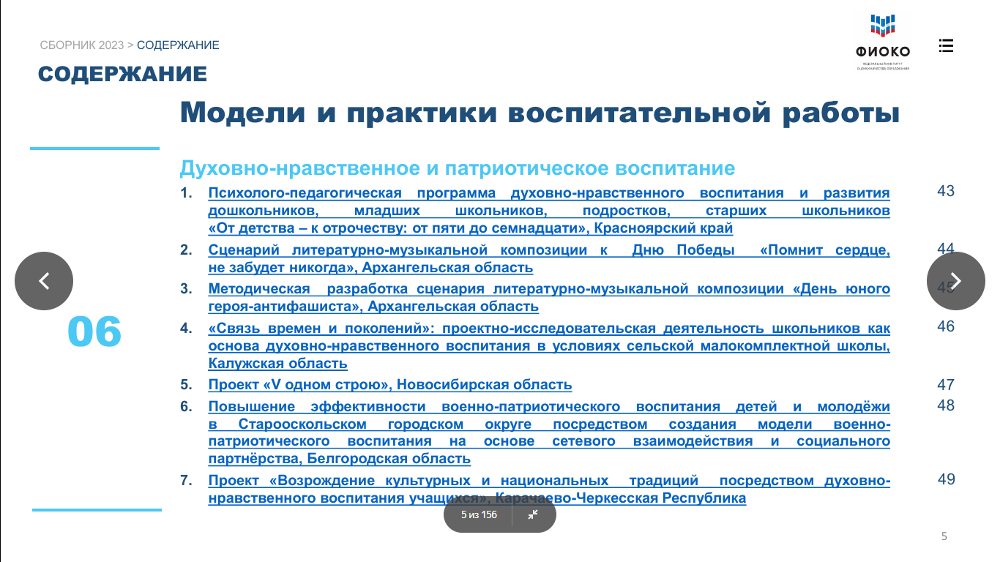 СБОРНИК 2023 > СОДЕРЖАНИЕ
ФИОКО
ФЕДЕРАЛЬНЫЙ ИНСТИТУТ
ОЦЕНКИ КАЧЕСТВА ОБРАЗОВАНИЯ
СОДЕРЖАНИЕ
Модели и практики воспитательной работы
Духовно-нравственное и патриотическое воспитание
1. Психолого-педагогическая программа духовно-нравственного воспитания и развития 43
дошкольников, младших школьников, подростков, старших школьников
«От детства – к отрочеству: от пяти до семнадцати», Красноярский край
2. Сценарий литературно-музыкальной композиции к Дню Победы «Помнит сердце, 44
не забудет никогда», Архангельская область
3. Методическая разработка сценария литературно-музыкальной композиции «День юного 45
героя-антифашиста», Архангельская область
06
4. «Связь времен и поколений»: проектно-исследовательская деятельность школьников как 46
основа духовно-нравственного воспитания в условиях сельской малокомплектной школы,
Калужская область
5. Проект «V одном строю», Новосибирская область 47
6. Повышение эффективности военно-патриотического воспитания детей и молодёжи 48
в Старооскольском городском округе посредством создания модели военно-
патриотического воспитания на основе сетевого взаимодействия и социального
партнёрства, Белгородская область
7. Проект «Возрождение культурных и национальных традиций посредством духовно- 49
нравственного воспитания учащихся», Карачаево-Черкесская Республика
5 из 156
5